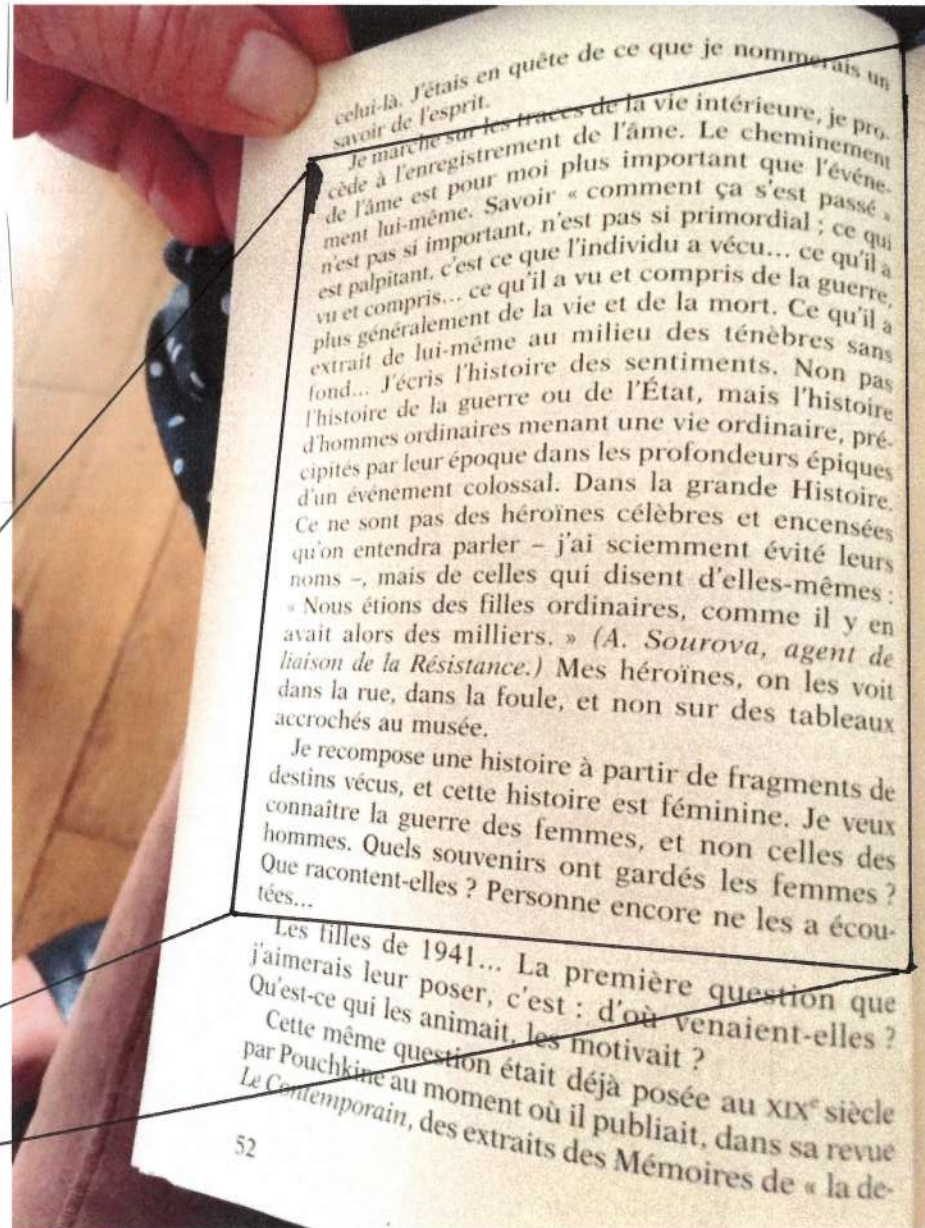 celui-là. J'étais en quête de ce que je nommerais un
savoir de l'esprit.
Je marche sur les traces de la vie intérieure, je pro-
cède à l'enregistrement de l'âme. Le cheminement
de l'âme est pour moi plus important que l'événe-
ment lui-même. Savoir « comment ça s'est passé »
n'est pas si important, n'est pas si primordial ; ce qui
est palpitant, c'est ce que l'individu a vécu... ce qu'il a
vu et compris... ce qu'il a vu et compris de la guerre,
plus généralement de la vie et de la mort. Ce qu'il a
extrait de lui-même au milieu des ténèbres sans
fond... J'écris l'histoire des sentiments. Non pas
l'histoire de la guerre ou de l'État, mais l'histoire
d'hommes ordinaires menant une vie ordinaire, pré-
cipités par leur époque dans les profondeurs épiques
d'un événement colossal. Dans la grande Histoire.
Ce ne sont pas des héroïnes célèbres et encensées
qu'on entendra parler – j'ai sciemment évité leurs
noms –, mais de celles qui disent d'elles-mêmes :
« Nous étions des filles ordinaires, comme il y en
avait alors des milliers. » (A. Sourova, agent de
liaison de la Résistance.) Mes héroïnes, on les voit
dans la rue, dans la foule, et non sur des tableaux
accrochés au musée.
Je recompose une histoire à partir de fragments de
destins vécus, et cette histoire est féminine. Je veux
connaître la guerre des femmes, et non celles des
hommes. Quels souvenirs ont gardés les femmes ?
Que racontent-elles ? Personne encore ne les a écou-
tées...
Les filles de 1941... La première question que
j'aimerais leur poser, c'est : d'où venaient-elles ?
Qu'est-ce qui les animait, les motivait ?
Cette même question était déjà posée au XIXe siècle
par Pouchkine au moment où il publiait, dans sa revue
Le Contemporain, des extraits des Mémoires de « la de-
52